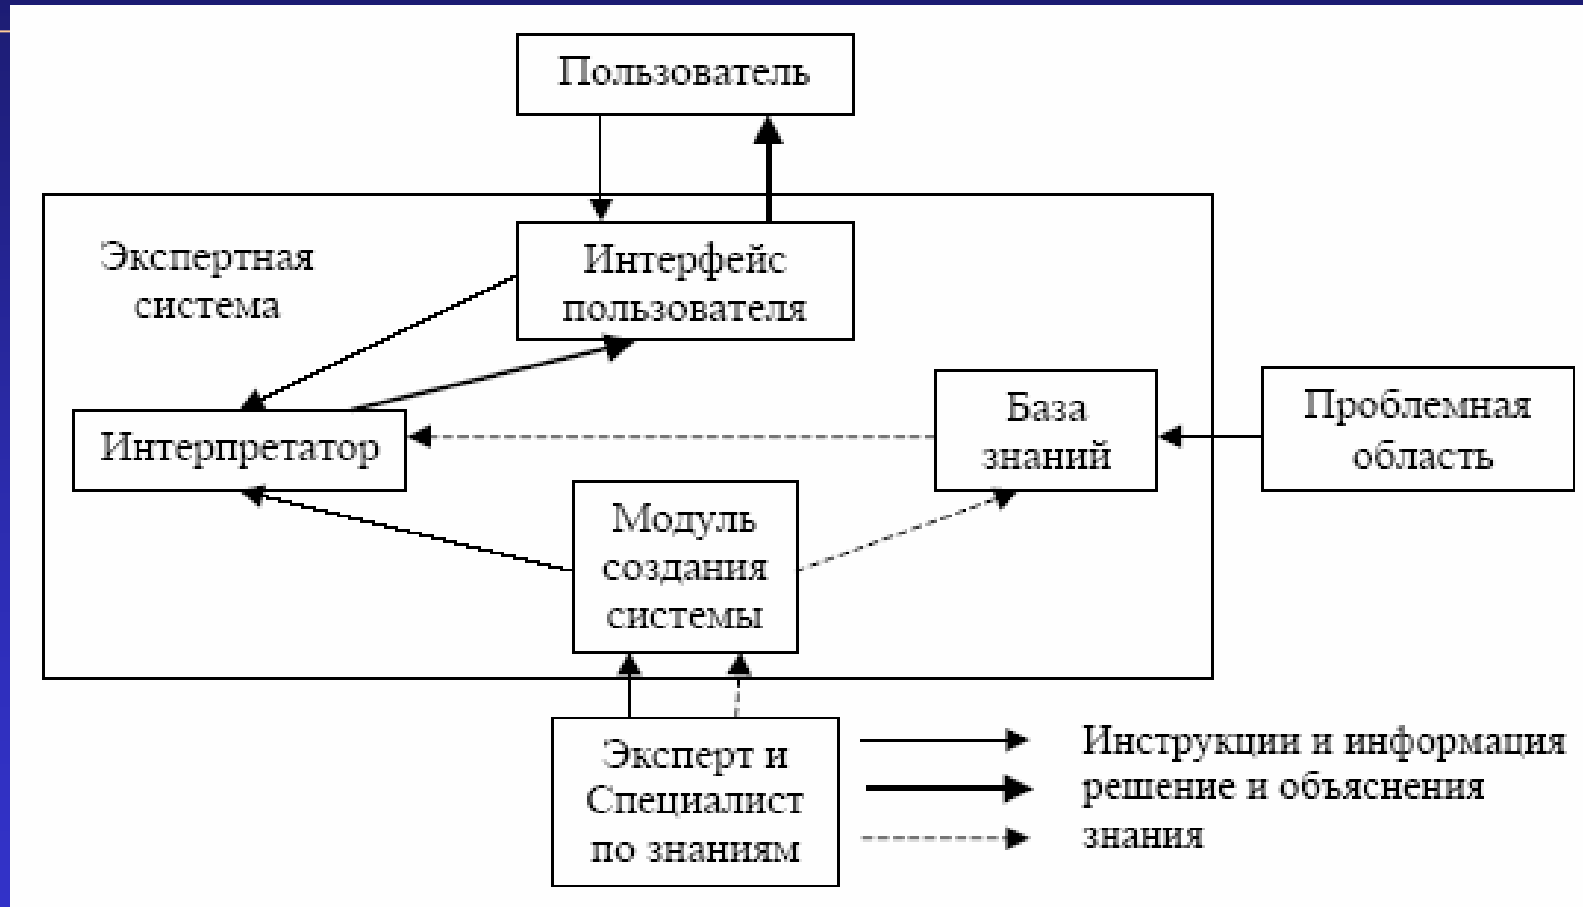 Пользователь
Экспертная
система
Интерфейс
пользователя
Интерпретатор
База
знаний
Проблемная
область
Модуль
создания
системы
Эксперт и
Специалист
по знаниям
Инструкции и информация
решение и объяснения
знания